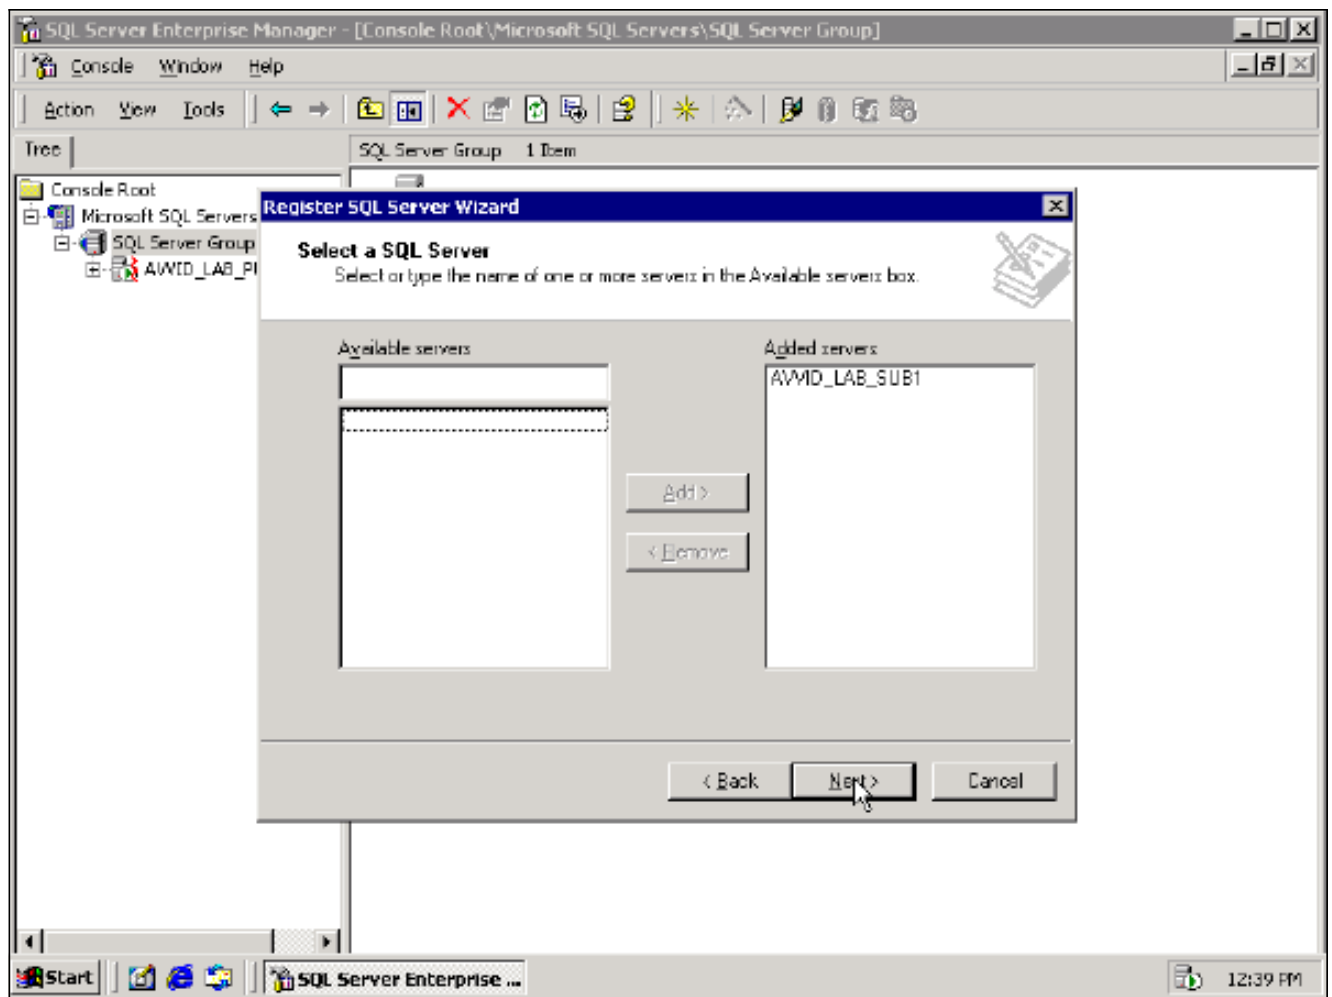 SQL Server Enterprise Manager - [Console Root\Microsoft SQL Servers\SQL Server Group]
Console Window Help
Action View Tools
Tree
SQL Server Group 1 Item
Console Root
Microsoft SQL Servers
SQL Server Group
AVVID_LAB_P
Register SQL Server Wizard
Select a SQL Server
Select or type the name of one or more servers in the Available servers box.
Available servers
Added servers
AVVID_LAB_SUB1
Add >
< Remove
< Back
Next >
Cancel
Start
SQL Server Enterprise ...
12:39 PM